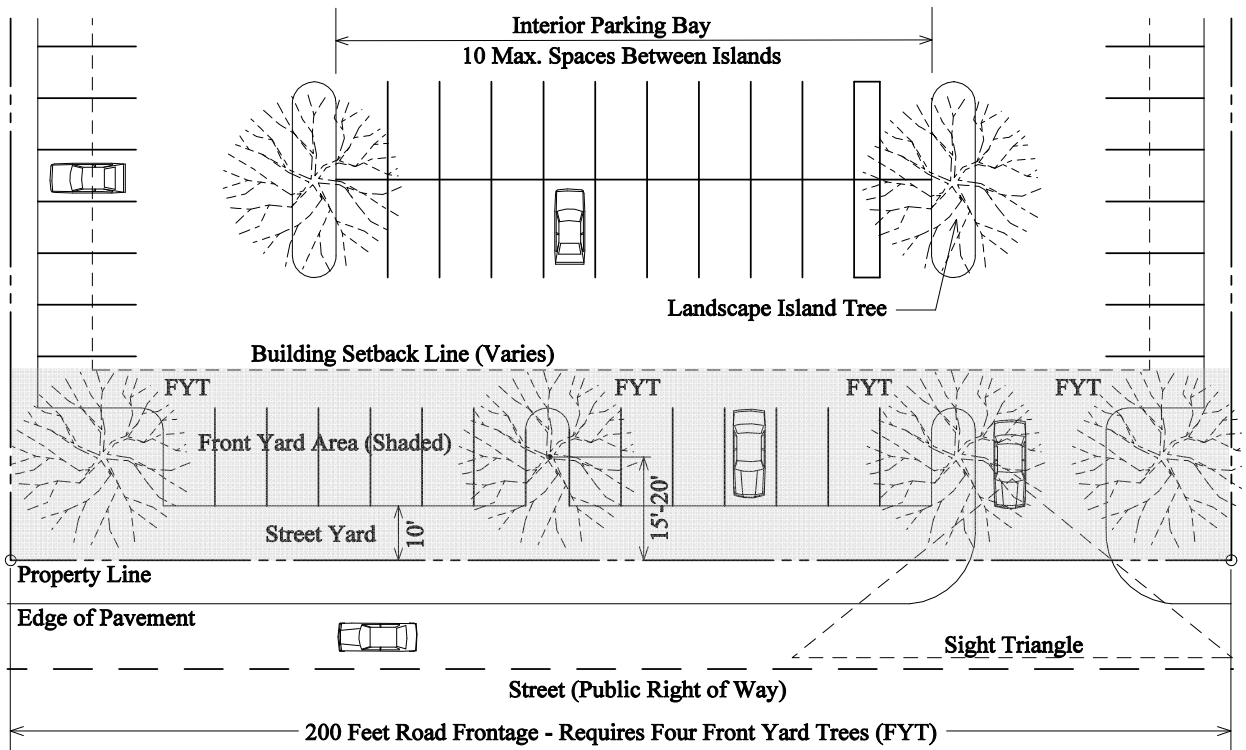 Interior Parking Bay
10 Max. Spaces Between Islands
Landscape Island Tree
Building Setback Line (Varies)
FYT
FYT
FYT
FYT
Front Yard Area (Shaded)
Street Yard
10'
15'-20'
Property Line
Edge of Pavement
Sight Triangle
Street (Public Right of Way)
200 Feet Road Frontage - Requires Four Front Yard Trees (FYT)